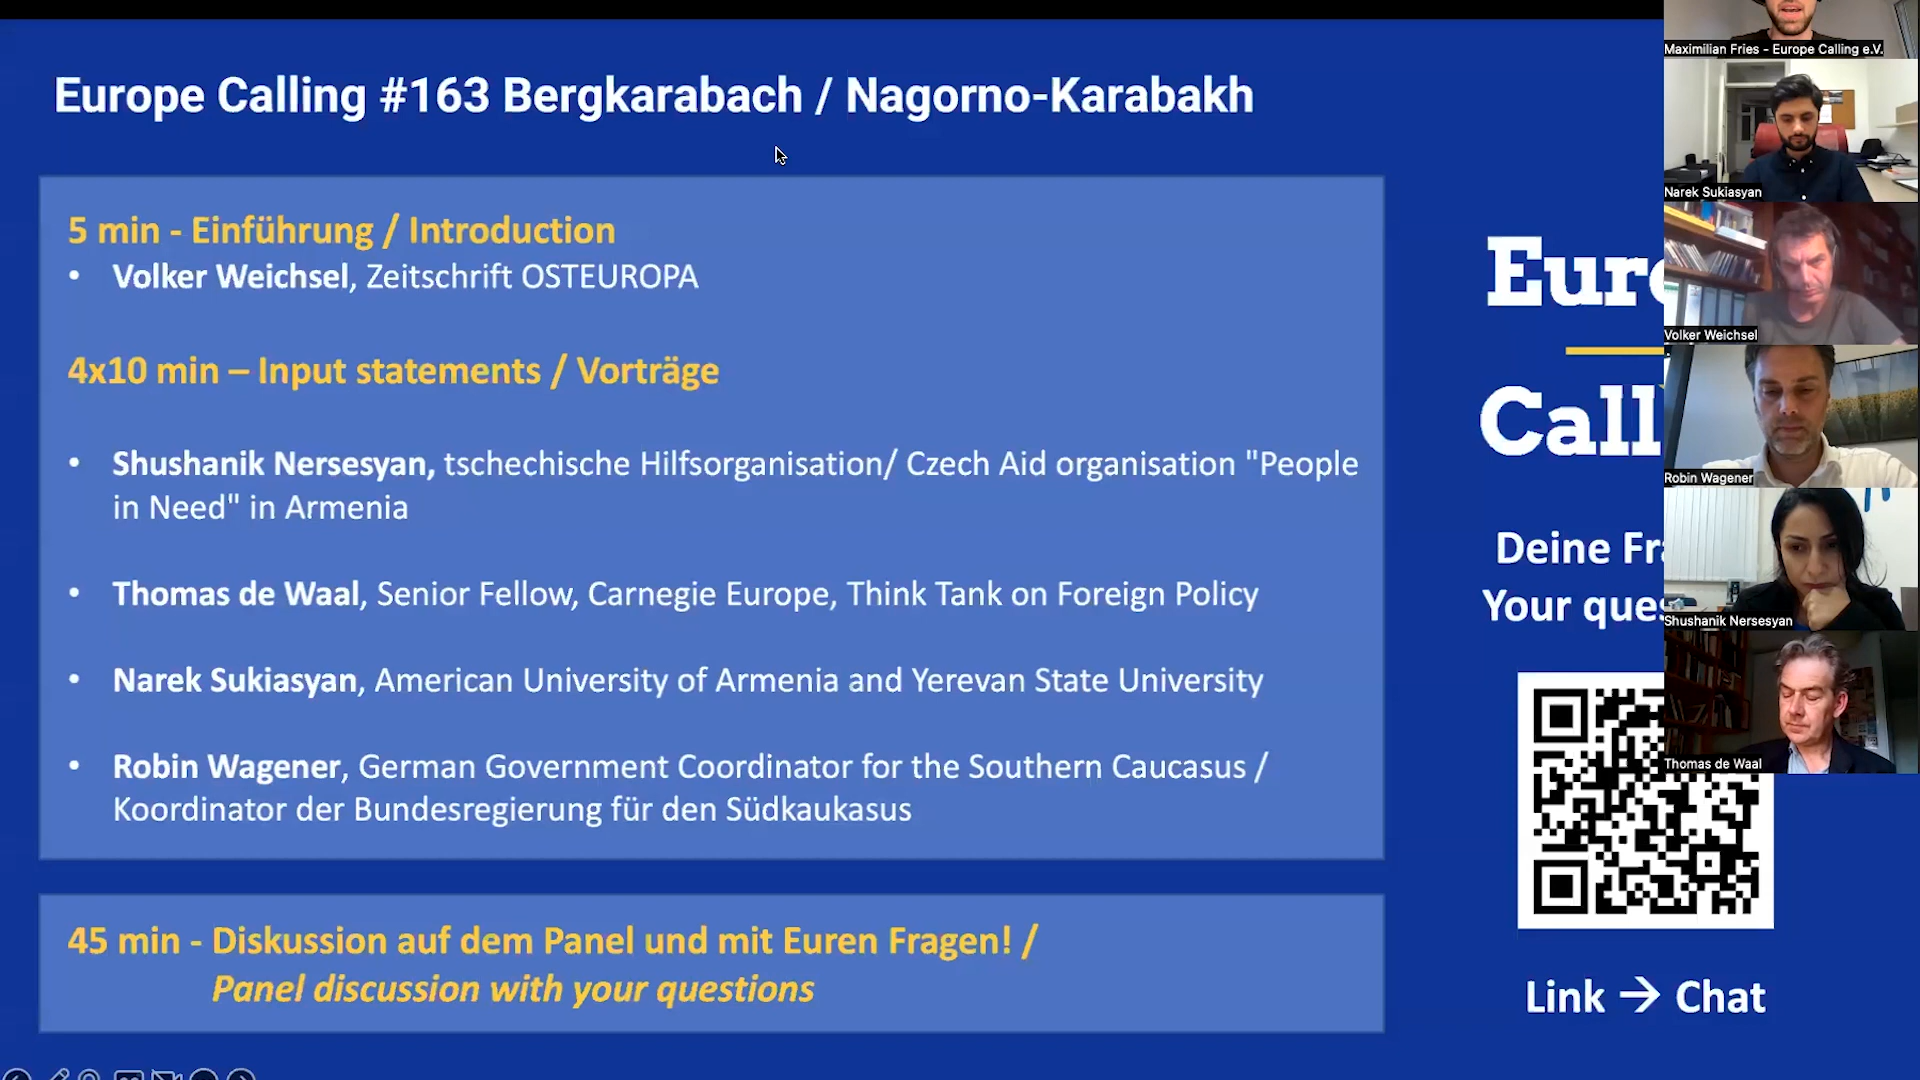 Europe Calling #163 Bergkarabach / Nagorno-Karabakh
5 min - Einführung / Introduction
• Volker Weichsel, Zeitschrift OSTEUROPA
4x10 min – Input statements / Vorträge
• Shushanik Nersesyan, tschechische Hilfsorganisation/ Czech Aid organisation "People
in Need" in Armenia
• Thomas de Waal, Senior Fellow, Carnegie Europe, Think Tank on Foreign Policy
• Narek Sukiasyan, American University of Armenia and Yerevan State University
• Robin Wagener, German Government Coordinator for the Southern Caucasus /
Koordinator der Bundesregierung für den Südkaukasus
45 min - Diskussion auf dem Panel und mit Euren Fragen! /
Panel discussion with your questions
Deine
Your
Link → Chat
Maximilian Fries - Europe Calling e.V.
Narek Sukiasyan
Volker Weichsel
Robin Wagener
Shushanik Nersesyan
Thomas de Waal